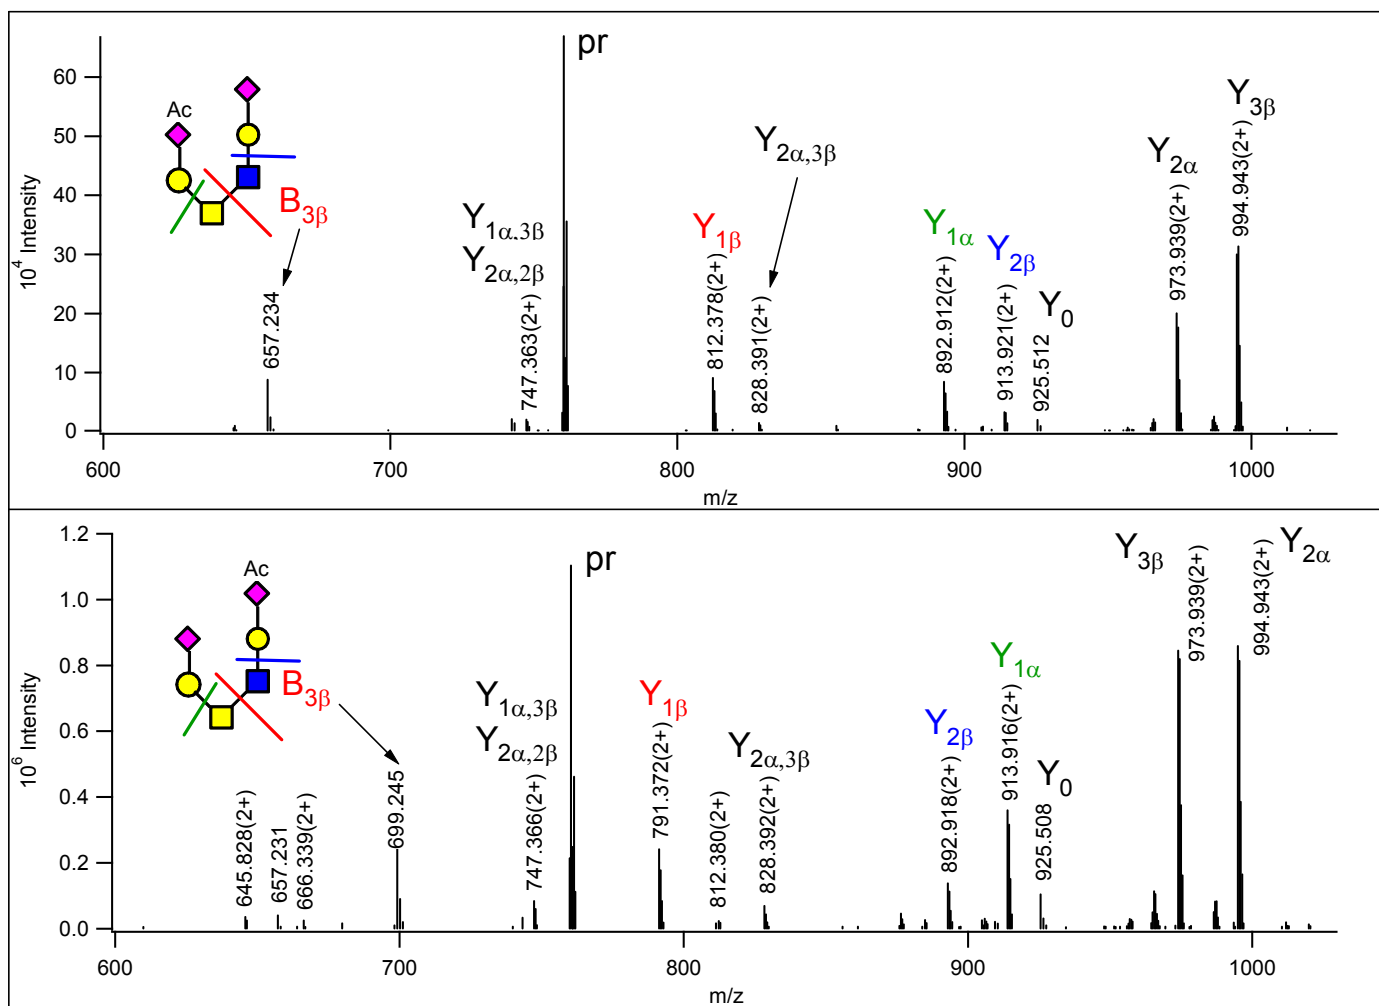 pr
Y3β
60
Ac
Y2α,3β
994.943(2+)
50
Y2α
973.939(2+)
40
B3β
Y1α,3β
Y1β
Y1α
Y2β
10^4 Intensity
30
Y2α,2β
812.378(2+)
892.912(2+)
913.921(2+)
Y0
20
657.234
747.363(2+)
828.391(2+)
925.512
10
0
600
700
800
900
1000
m/z
1.2
pr
Y3β
973.939(2+)
994.943(2+)
Y2α
Ac
1.0
0.8
B3β
Y1α,3β
Y1β
Y1α
10^6 Intensity
0.6
Y2α,2β
791.372(2+)
Y2α,3β
Y2β
913.916(2+)
Y0
0.4
645.828(2+)
657.231
666.339(2+)
699.245
747.366(2+)
812.380(2+)
828.392(2+)
892.918(2+)
925.508
0.2
0.0
600
700
800
900
1000
m/z